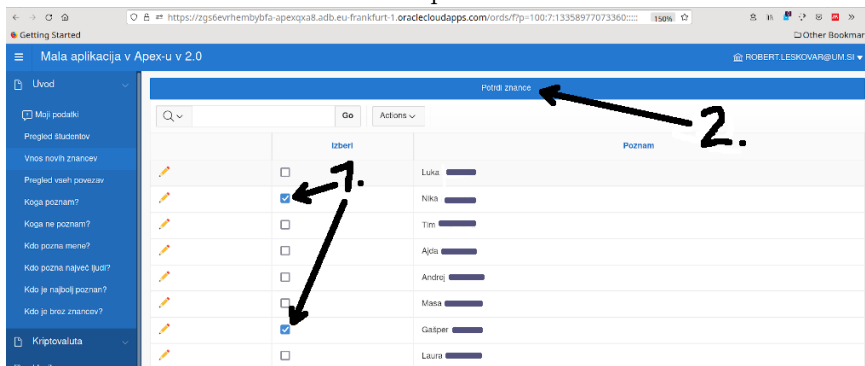 https://zgs6evrhembybfa-apexqxa8.adb.eu-frankfurt-1.oraclecloudapps.com/ords/f?p=100:7:13358977073360:::::
150%
Getting Started
Other Bookmar
Mala aplikacija v Apex-u v 2.0
ROBERT.LESKOVAR@UM.SI
Uvod
Moji podatki
Pregled študentov
Vnos novih znancev
Pregled vseh povezav
Koga poznam?
Koga ne poznam?
Kdo pozna mene?
Kdo pozna največ ljudi?
Kdo je najbolj poznan?
Kdo je brez znancev?
Kriptovaluta
Potrdi znance
Go
Actions
2.
Izberi
Poznam
1.
Luka
Nika
Tim
Ajda
Andrej
Masa
Gašper
Laura